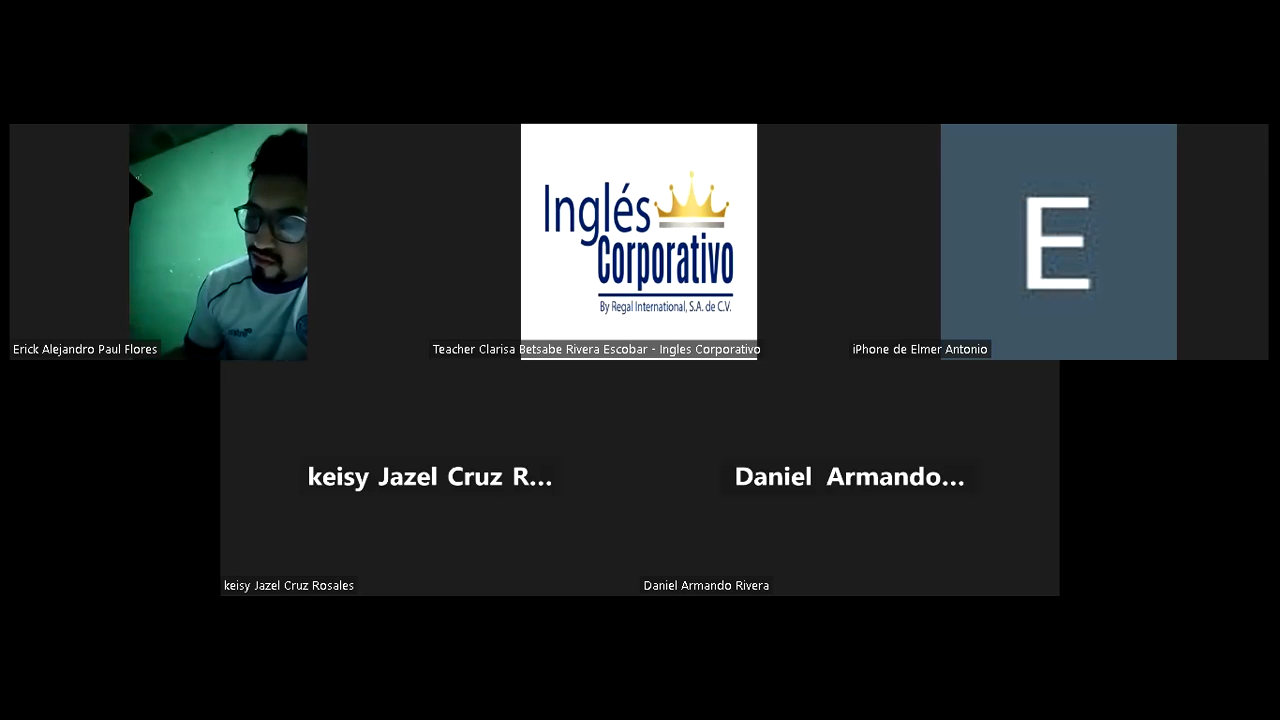 Inglés
Corporativo
By Regal International, S.A. de C.V.
E
Erick Alejandro Paul Flores
Teacher Clarisa Betsabe Rivera Escobar - Ingles Corporativo
iPhone de Elmer Antonio
keisy Jazel Cruz R...
Daniel Armando...
keisy Jazel Cruz Rosales
Daniel Armando Rivera